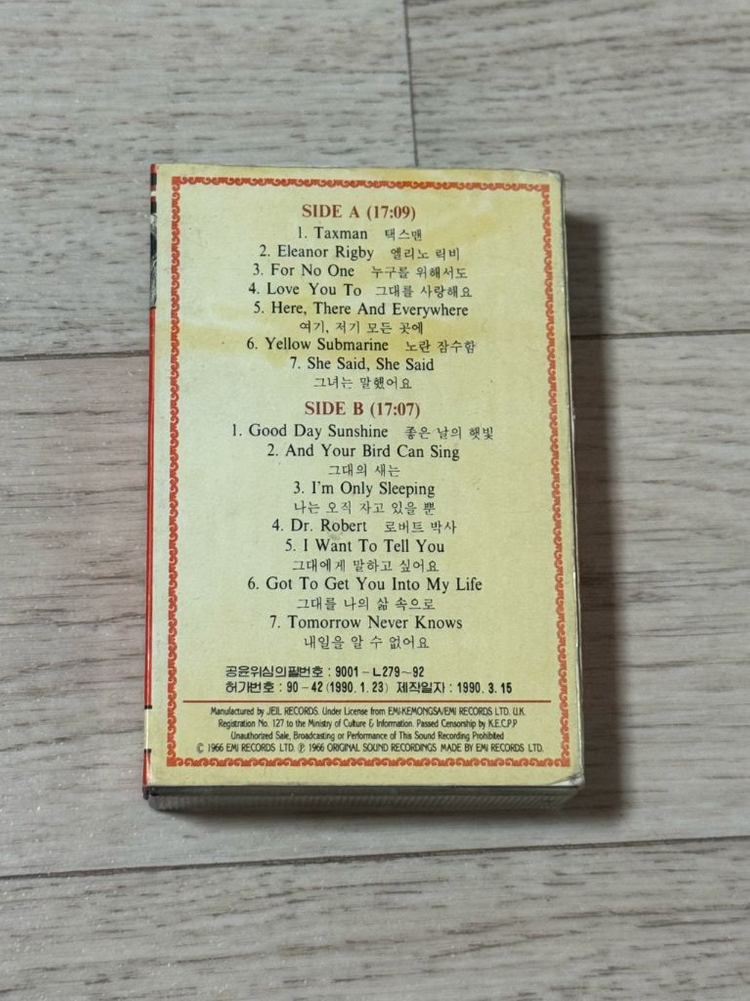 SIDE A (17:09)
1. Taxman 택스맨
2. Eleanor Rigby 엘리노 릭비
3. For No One 누구를 위해서도
4. Love You To 그대를 사랑해요
5. Here, There And Everywhere
여기, 저기 모든 곳에
6. Yellow Submarine 노란 잠수함
7. She Said, She Said
그녀는 말했어요
SIDE B (17:07)
1. Good Day Sunshine 좋은 날의 햇빛
2. And Your Bird Can Sing
그대의 새는
3. I'm Only Sleeping
나는 오직 자고 있을 뿐
4. Dr. Robert 로버트 박사
5. I Want To Tell You
그대에게 말하고 싶어요
6. Got To Get You Into My Life
그대를 나의 삶 속으로
7. Tomorrow Never Knows
내일을 알 수 없어요
공윤위심의필번호 : 9001-ㄴ279~92
허가번호 : 90-42 (1990.1.23) 제작일자 : 1990.3.15
Manufactured by JEIL RECORDS. Under License from EMI-KEMONGSA/EMI RECORDS LTD. U.K.
Registration No. 127 to the Ministry of Culture & Information. Passed Censorship by K.E.C.P.P
Unauthorized Sale, Broadcasting or Performance of This Sound Recording Prohibited
© 1966 EMI RECORDS LTD. ℗ 1966 ORIGINAL SOUND RECORDINGS MADE BY EMI RECORDS LTD.